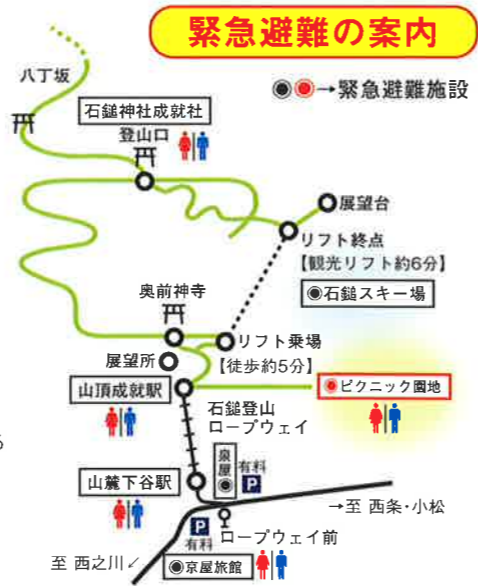 緊急避難の案内
八丁坂
◉◉→緊急避難施設
石鎚神社成就社
登山口
展望台
リフト終点
【観光リフト約6分】
◉石鎚スキー場
奥前神寺
リフト乗場
【徒歩約5分】
展望所
山頂成就駅
◉ピクニック園地
石鎚登山
ロープウェイ
泉屋◉
有料
P
山麓下谷駅
→至 西条・小松
P
有料
ロープウェイ前
至 西之川↙
◉京屋旅館